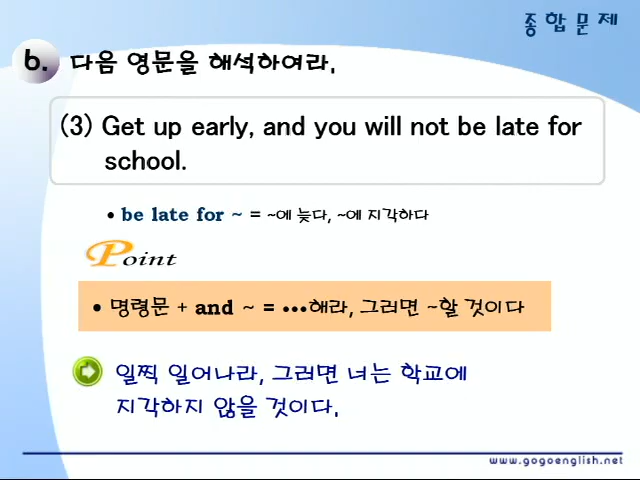 종합문제
b. 다음 영문을 해석하여라.
(3) Get up early, and you will not be late for
school.
• be late for ~ = ~에 늦다, ~에 지각하다
Point
• 명령문 + and ~ = •••해라, 그러면 ~할 것이다
일찍 일어나라, 그러면 너는 학교에
지각하지 않을 것이다.
www.gogoenglish.net